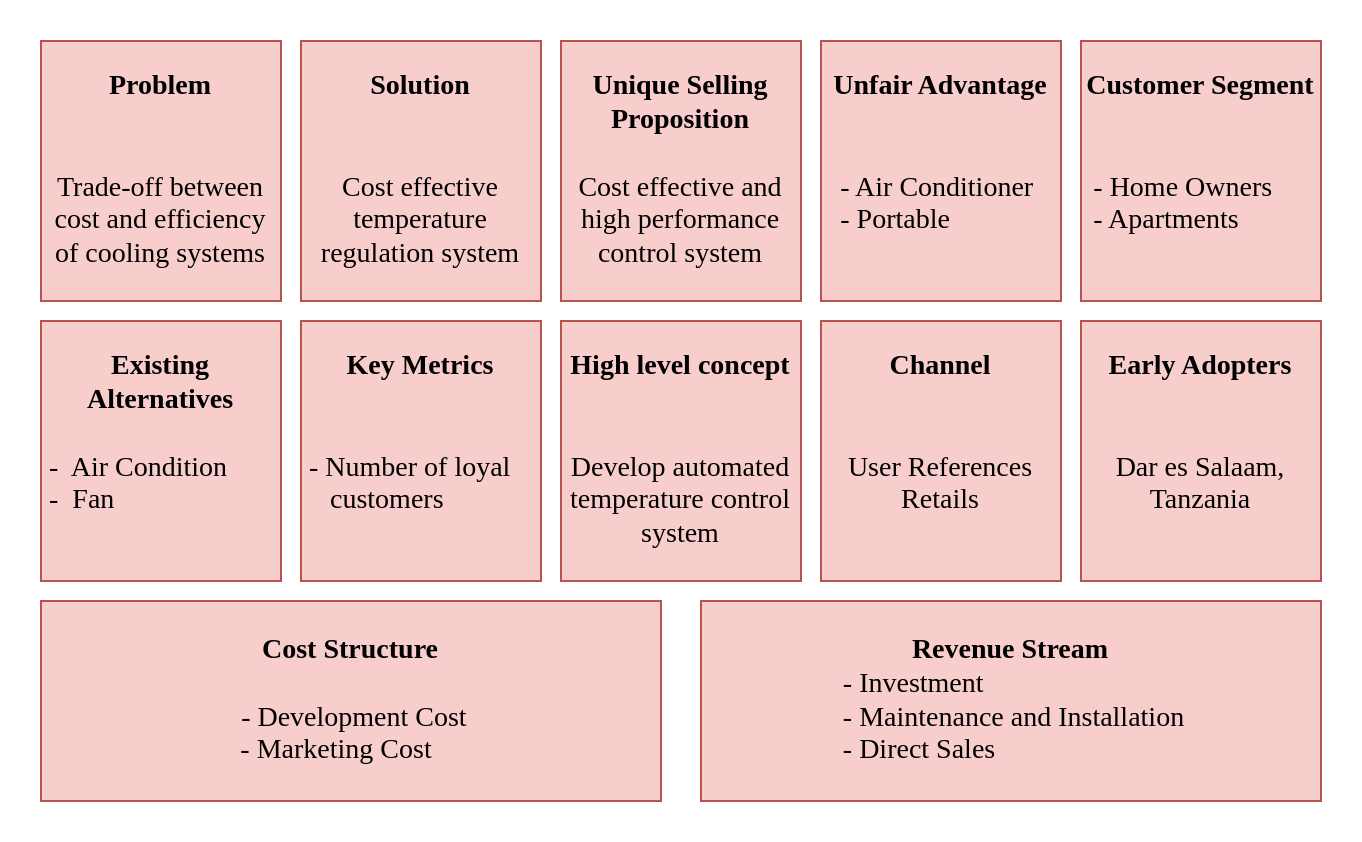 Problem
Trade-off between
cost and efficiency
of cooling systems
Solution
Cost effective
temperature
regulation system
Unique Selling
Proposition
Cost effective and
high performance
control system
Unfair Advantage
- Air Conditioner
- Portable
Customer Segment
- Home Owners
- Apartments
Existing
Alternatives
- Air Condition
- Fan
Key Metrics
- Number of loyal
customers
High level concept
Develop automated
temperature control
system
Channel
User References
Retails
Early Adopters
Dar es Salaam,
Tanzania
Cost Structure
- Development Cost
- Marketing Cost
Revenue Stream
- Investment
- Maintenance and Installation
- Direct Sales